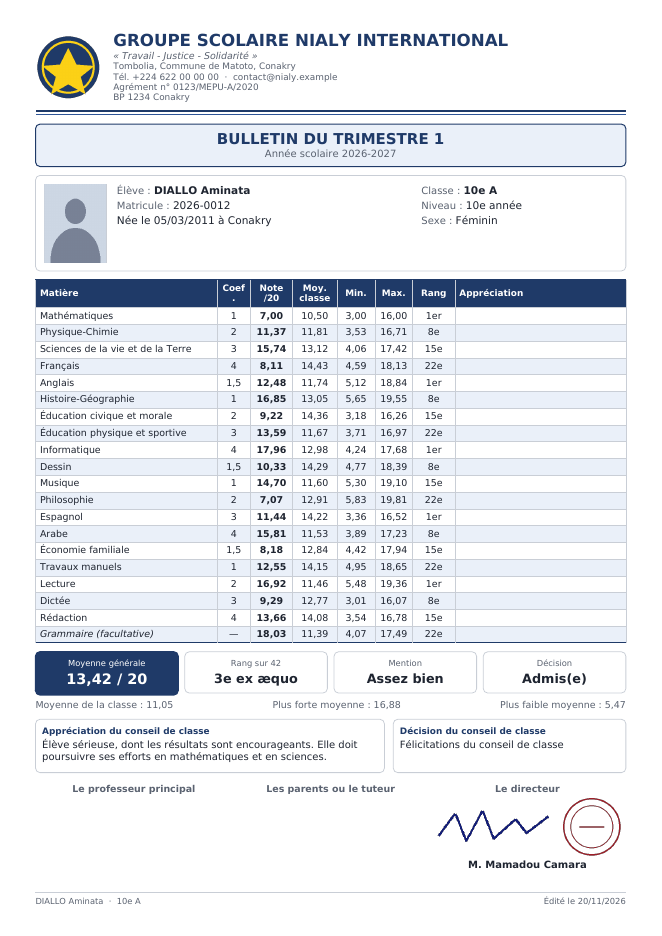 GROUPE SCOLAIRE NIALY INTERNATIONAL
« Travail - Justice - Solidarité »
Tombolia, Commune de Matoto, Conakry
Tél. +224 622 00 00 00 · contact@nialy.example
Agrément n° 0123/MEPU-A/2020
BP 1234 Conakry
BULLETIN DU TRIMESTRE 1
Année scolaire 2026-2027
Élève : DIALLO Aminata Classe : 10e A
Matricule : 2026-0012 Niveau : 10e année
Née le 05/03/2011 à Conakry Sexe : Féminin
Matière Coef. Note /20 Moy. classe Min. Max. Rang Appréciation
Mathématiques 1 7,00 10,50 3,00 16,00 1er
Physique-Chimie 2 11,37 11,81 3,53 16,71 8e
Sciences de la vie et de la Terre 3 15,74 13,12 4,06 17,42 15e
Français 4 8,11 14,43 4,59 18,13 22e
Anglais 1,5 12,48 11,74 5,12 18,84 1er
Histoire-Géographie 1 16,85 13,05 5,65 19,55 8e
Éducation civique et morale 2 9,22 14,36 3,18 16,26 15e
Éducation physique et sportive 3 13,59 11,67 3,71 16,97 22e
Informatique 4 17,96 12,98 4,24 17,68 1er
Dessin 1,5 10,33 14,29 4,77 18,39 8e
Musique 1 14,70 11,60 5,30 19,10 15e
Philosophie 2 7,07 12,91 5,83 19,81 22e
Espagnol 3 11,44 14,22 3,36 16,52 1er
Arabe 4 15,81 11,53 3,89 17,23 8e
Économie familiale 1,5 8,18 12,84 4,42 17,94 15e
Travaux manuels 1 12,55 14,15 4,95 18,65 22e
Lecture 2 16,92 11,46 5,48 19,36 1er
Dictée 3 9,29 12,77 3,01 16,07 8e
Rédaction 4 13,66 14,08 3,54 16,78 15e
Grammaire (facultative) — 18,03 11,39 4,07 17,49 22e
Moyenne générale Rang sur 42 Mention Décision
13,42 / 20 3e ex æquo Assez bien Admis(e)
Moyenne de la classe : 11,05 Plus forte moyenne : 16,88 Plus faible moyenne : 5,47
Appréciation du conseil de classe
Élève sérieuse, dont les résultats sont encourageants. Elle doit
poursuivre ses efforts en mathématiques et en sciences.
Décision du conseil de classe
Félicitations du conseil de classe
Le professeur principal Les parents ou le tuteur Le directeur
M. Mamadou Camara
DIALLO Aminata · 10e A Édité le 20/11/2026